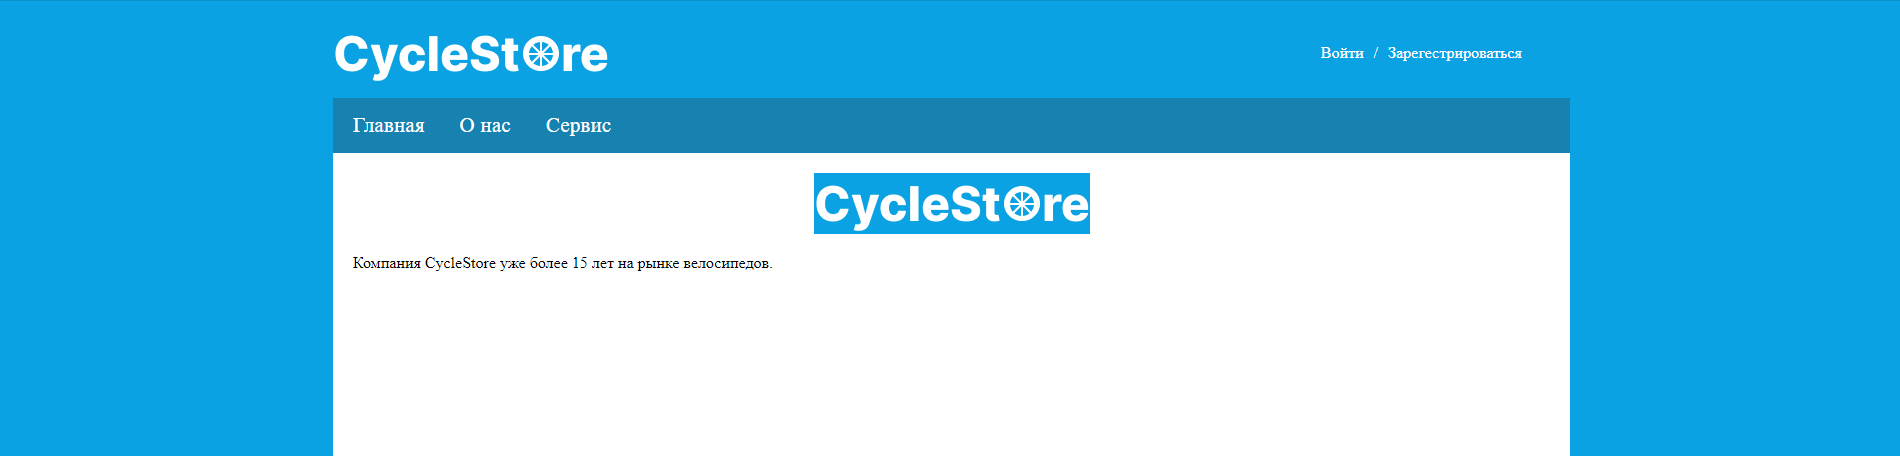 CycleStore
Войти / Зарегестрироваться
Главная О нас Сервис
CycleStore
Компания CycleStore уже более 15 лет на рынке велосипедов.